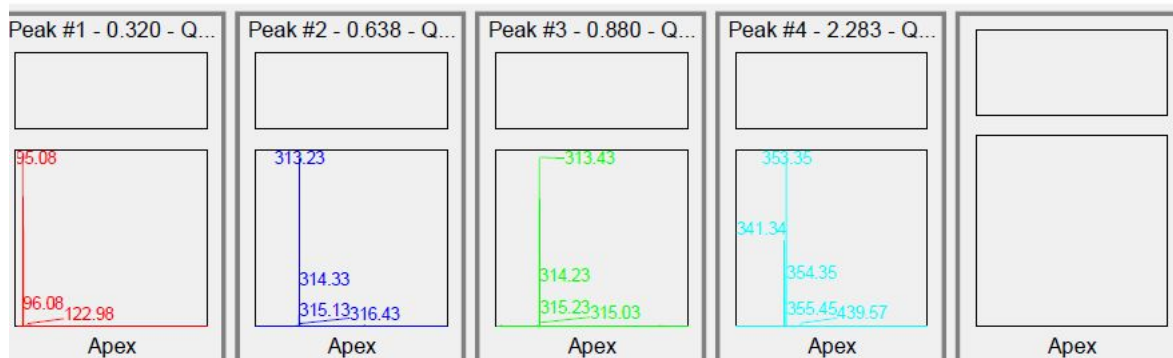 Peak #1 - 0.320 - Q...
95.08
96.08
122.98
Apex
Peak #2 - 0.638 - Q...
313.23
314.33
315.13
316.43
Apex
Peak #3 - 0.880 - Q...
313.43
314.23
315.23
315.03
Apex
Peak #4 - 2.283 - Q...
353.35
341.34
354.35
355.45
439.57
Apex
Apex